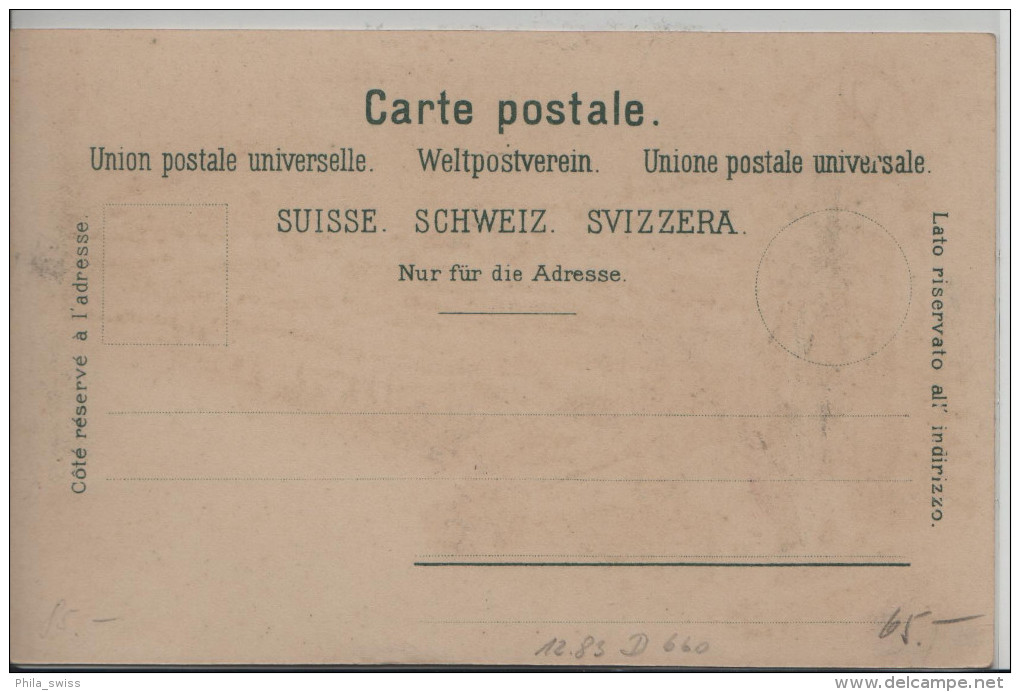 Carte postale.
Union postale universelle. Weltpostverein. Unione postale universale.
SUISSE. SCHWEIZ. SVIZZERA.
Nur für die Adresse.
Côté réservé à l'adresse.
Lato riservato all' indirizzo.
85.–
12.83 D 660
65.–
Phila_swiss
www.delcampe.net